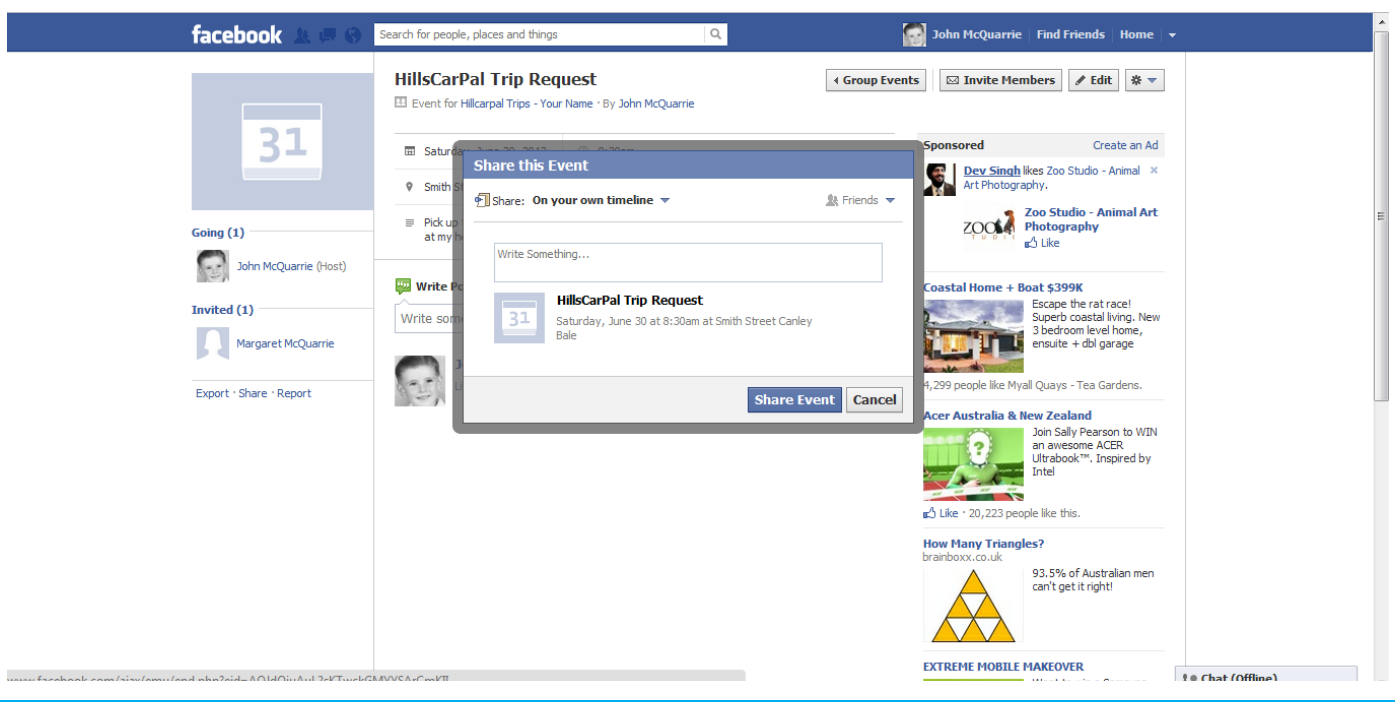 facebook
Search for people, places and things
John McQuarrie
Find Friends
Home
31
HillsCarPal Trip Request
Event for Hillcarpal Trips - Your Name · By John McQuarrie
Group Events
Invite Members
Edit
Going (1)
John McQuarrie (Host)
Invited (1)
Margaret McQuarrie
Export · Share · Report
Smith
Pick up
at my
Write
Write
Share this Event
Share: On your own timeline
Friends
Write Something...
31
HillsCarPal Trip Request
Saturday, June 30 at 8:30am at Smith Street Canley
Bale
Share Event
Cancel
Sponsored
Create an Ad
Dev Singh likes Zoo Studio - Animal
Art Photography.
ZOO
STUDIO
Zoo Studio - Animal Art
Photography
Like
Coastal Home + Boat $399K
Escape the rat race!
Superb coastal living. New
3 bedroom level home,
ensuite + dbl garage
4,299 people like Myall Quays - Tea Gardens.
Acer Australia & New Zealand
Join Sally Pearson to WIN
an awesome ACER
Ultrabook™. Inspired by
Intel
Like · 20,223 people like this.
How Many Triangles?
brainboxx.co.uk
93.5% of Australian men
can't get it right!
EXTREME MOBILE MAKEOVER
Chat (Offline)